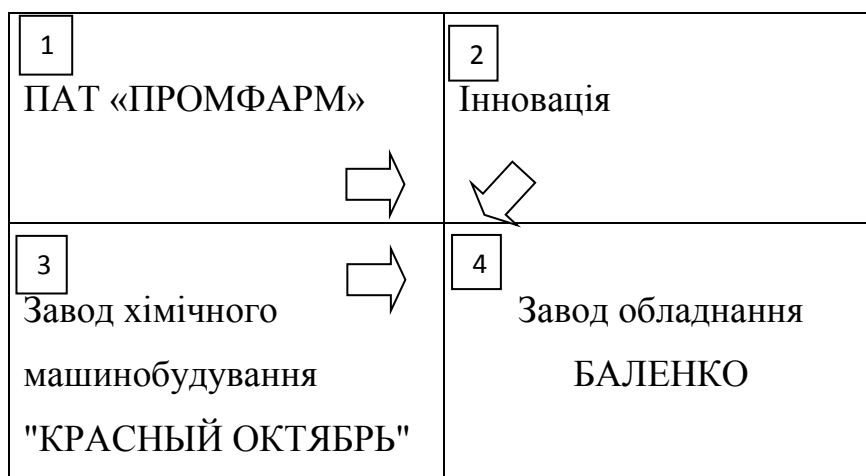 1
ПАТ «ПРОМФАРМ»
2
Інновація
3
Завод хімічного
машинобудування
"КРАСНЫЙ ОКТЯБРЬ"
4
Завод обладнання
БАЛЕНКО